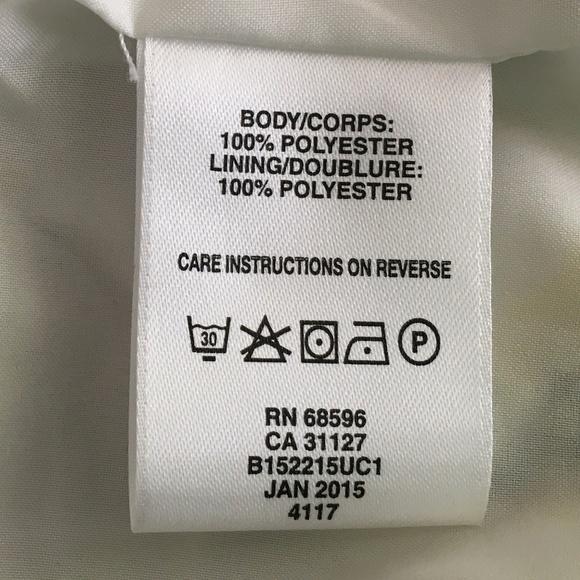 BODY/CORPS:
100% POLYESTER
LINING/DOUBLURE:
100% POLYESTER
CARE INSTRUCTIONS ON REVERSE
30 P
RN 68596
CA 31127
B152215UC1
JAN 2015
4117